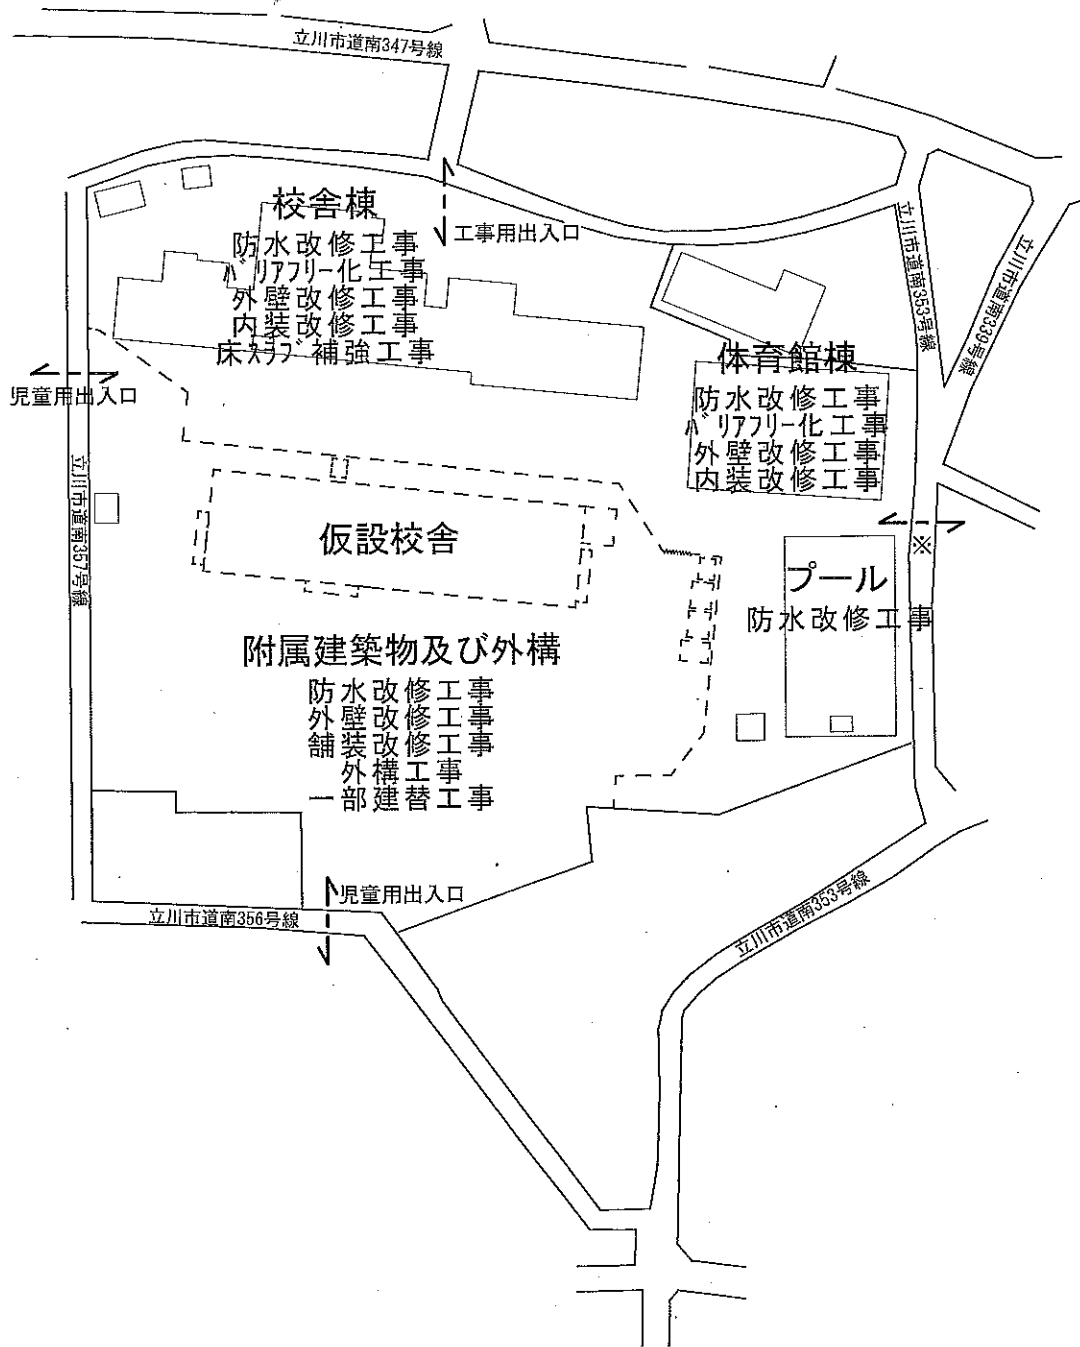 立川市道南347号線
校舎棟
防水改修工事
バリアフリー化工事
外壁改修工事
内装改修工事
床スラブ補強工事
工事用出入口
立川市道南353号線
立川市道南339号線
体育館棟
防水改修工事
バリアフリー化工事
外壁改修工事
内装改修工事
児童用出入口
立川市道南357号線
仮設校舎
※
プール
防水改修工事
附属建築物及び外構
防水改修工事
外壁改修工事
舗装改修工事
外構工事
一部建替工事
児童用出入口
立川市道南356号線
立川市道南353号線